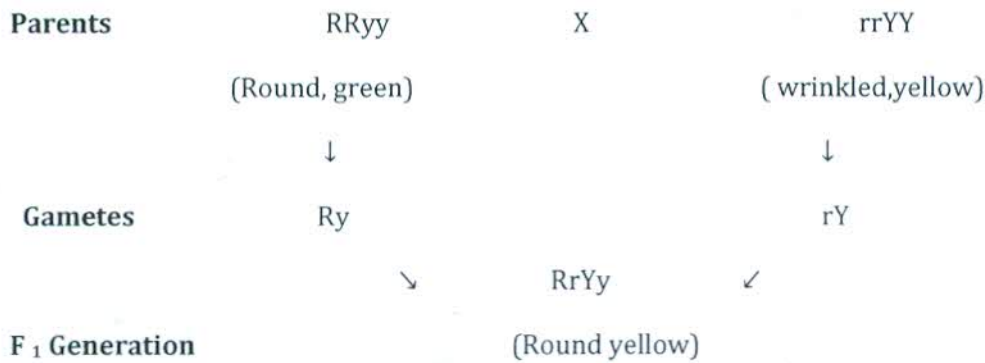 Parents RRyy X rrYY
(Round, green) ( wrinkled,yellow)
↓ ↓
Gametes Ry rY
↘ RrYy ↙
F ₁ Generation (Round yellow)